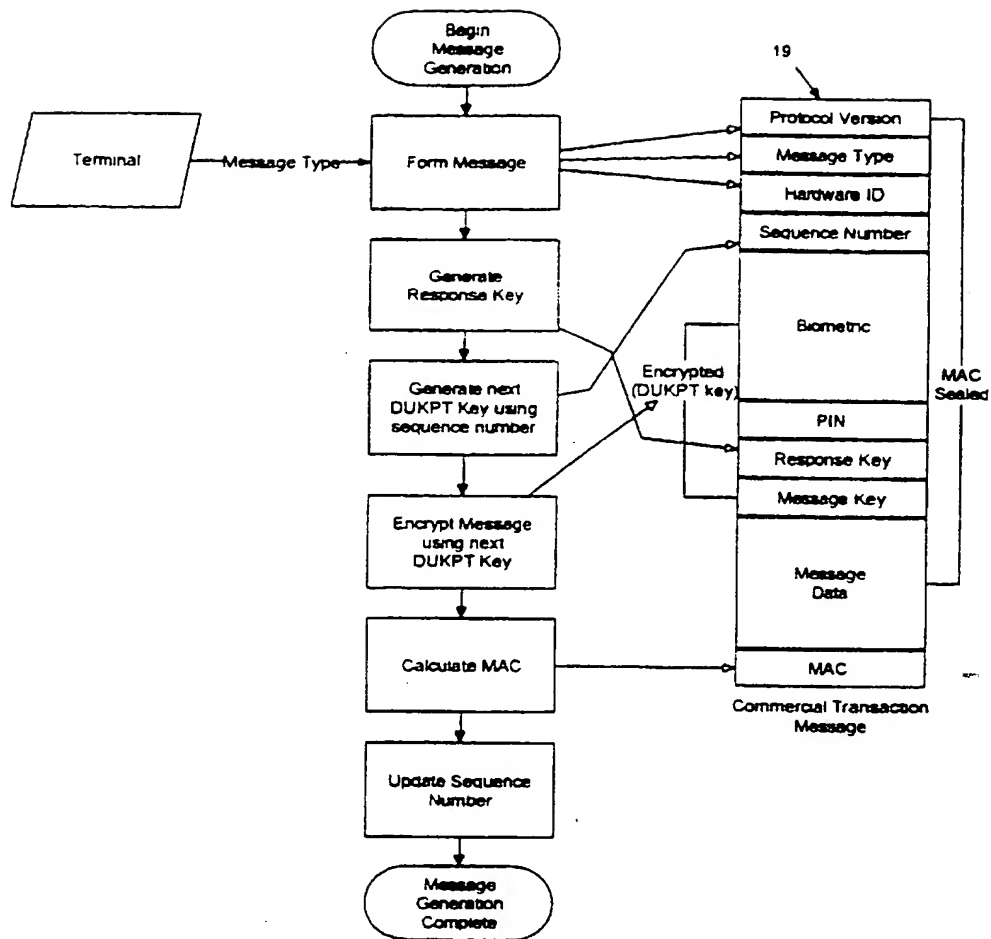 Begin
Message
Generation
19
Terminal
Message Type
Form Message
Protocol Version
Message Type
Hardware ID
Sequence Number
Generate
Response Key
Biometric
Generate next
DUKPT Key using
sequence number
Encrypted
(DUKPT key)
MAC
Sealed
PIN
Response Key
Message Key
Encrypt Message
using next
DUKPT Key
Message
Data
Calculate MAC
MAC
Commercial Transaction
Message
Update Sequence
Number
Message
Generation
Complete